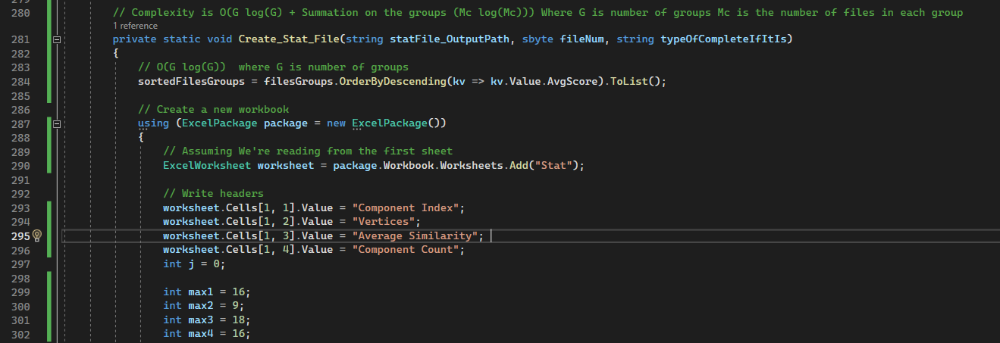 279
280 // Complexity is O(G log(G) + Summation on the groups (Mc log(Mc))) Where G is number of groups Mc is the number of files in each group
1 reference
281 private static void Create_Stat_File(string statFile_OutputPath, sbyte fileNum, string typeOfCompleteIfItIs)
282 {
283 // O(G log(G))  where G is number of groups
284 sortedFilesGroups = filesGroups.OrderByDescending(kv => kv.Value.AvgScore).ToList();
285
286 // Create a new workbook
287 using (ExcelPackage package = new ExcelPackage())
288 {
289 // Assuming We're reading from the first sheet
290 ExcelWorksheet worksheet = package.Workbook.Worksheets.Add("Stat");
291
292 // Write headers
293 worksheet.Cells[1, 1].Value = "Component Index";
294 worksheet.Cells[1, 2].Value = "Vertices";
295 worksheet.Cells[1, 3].Value = "Average Similarity";
296 worksheet.Cells[1, 4].Value = "Component Count";
297 int j = 0;
298
299 int max1 = 16;
300 int max2 = 9;
301 int max3 = 18;
302 int max4 = 16;